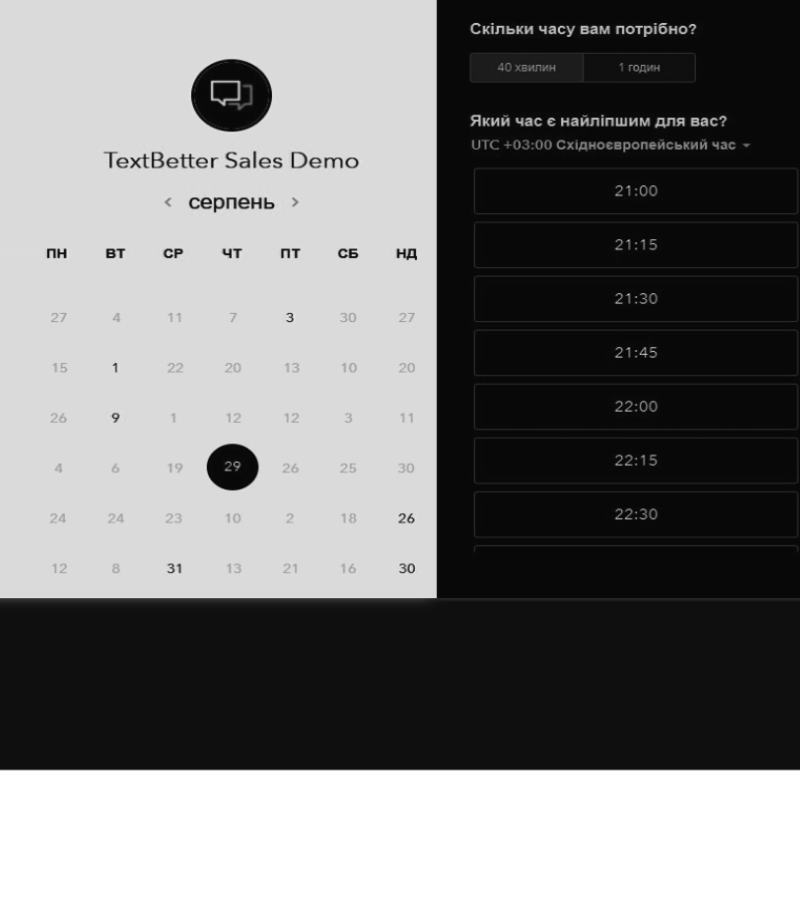 TextBetter Sales Demo
серпень
ПН ВТ СР ЧТ ПТ СБ НД
27 4 11 7 3 30 27
15 1 22 20 13 10 20
26 9 1 12 12 3 11
4 6 19 29 26 25 30
24 24 23 10 2 18 26
12 8 31 13 21 16 30
Скільки часу вам потрібно?
40 хвилин 1 годин
Який час є найліпшим для вас?
UTC +03:00 Східноєвропейський час
21:00
21:15
21:30
21:45
22:00
22:15
22:30